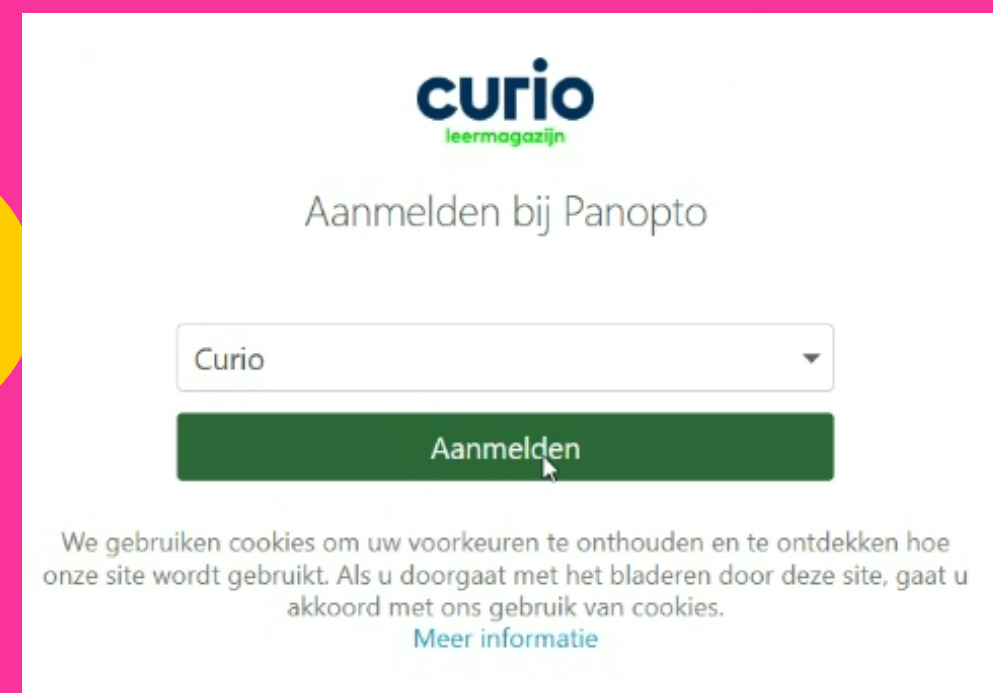 curio
leermagazijn
Aanmelden bij Panopto
Curio
Aanmelden
We gebruiken cookies om uw voorkeuren te onthouden en te ontdekken hoe
onze site wordt gebruikt. Als u doorgaat met het bladeren door deze site, gaat u
akkoord met ons gebruik van cookies.
Meer informatie